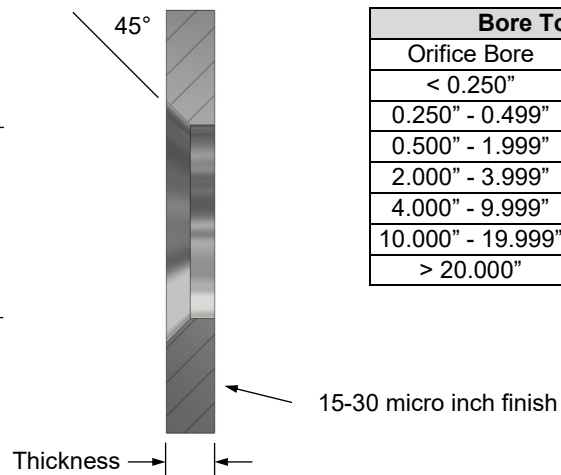 45°
Bore To
Orifice Bore
< 0.250”
0.250” - 0.499”
0.500” - 1.999”
2.000” - 3.999”
4.000” - 9.999”
10.000” - 19.999”
> 20.000”
15-30 micro inch finish
Thickness